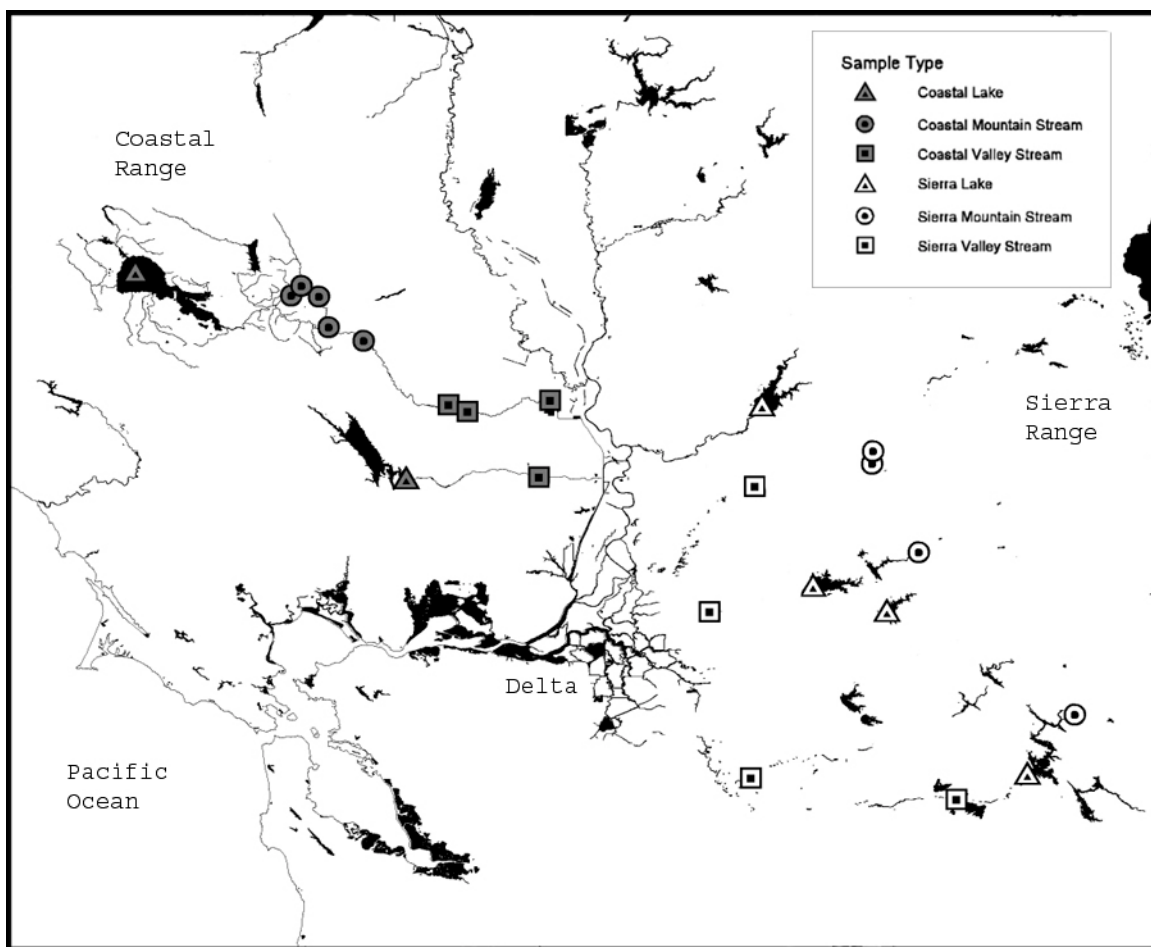 Sample Type
Coastal Lake
Coastal Mountain Stream
Coastal Valley Stream
Sierra Lake
Sierra Mountain Stream
Sierra Valley Stream
Coastal
Range
Sierra
Range
Delta
Pacific
Ocean